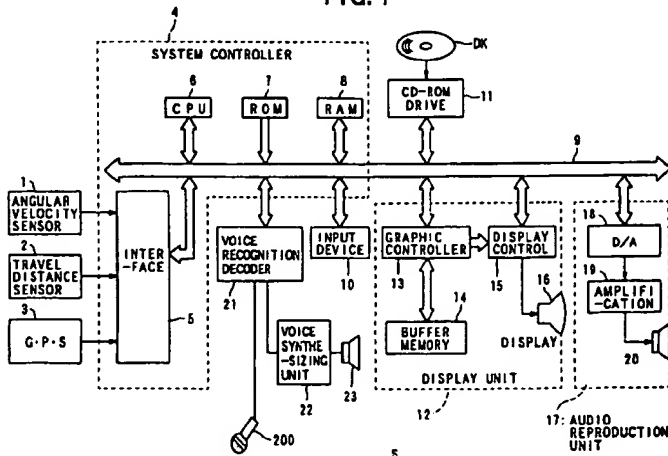 FIG. 1
4
SYSTEM CONTROLLER
DK
6
7
8
CPU
ROM
RAM
CD-ROM
DRIVE
11
9
1
ANGULAR
VELOCITY
SENSOR
2
TRAVEL
DISTANCE
SENSOR
3
G·P·S
INTER
-FACE
5
VOICE
RECOGNITION
DECODER
21
INPUT
DEVICE
10
GRAPHIC
CONTROLLER
13
DISPLAY
CONTROL
15
16
18
D/A
19
AMPLIFI
-CATION
20
VOICE
SYNTHE
-SIZING
UNIT
22
23
14
BUFFER
MEMORY
DISPLAY
DISPLAY UNIT
12
17: AUDIO
REPRODUCTION
UNIT
200
5